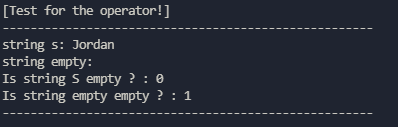 [Test for the operator!]
-----------------------------------------------------
string s: Jordan
string empty:
Is string S empty ? : 0
Is string empty empty ? : 1
-----------------------------------------------------